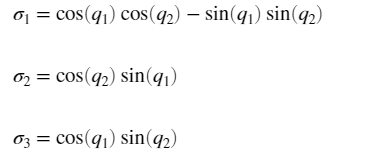 σ₁ = cos(q₁) cos(q₂) − sin(q₁) sin(q₂)
σ₂ = cos(q₂) sin(q₁)
σ₃ = cos(q₁) sin(q₂)